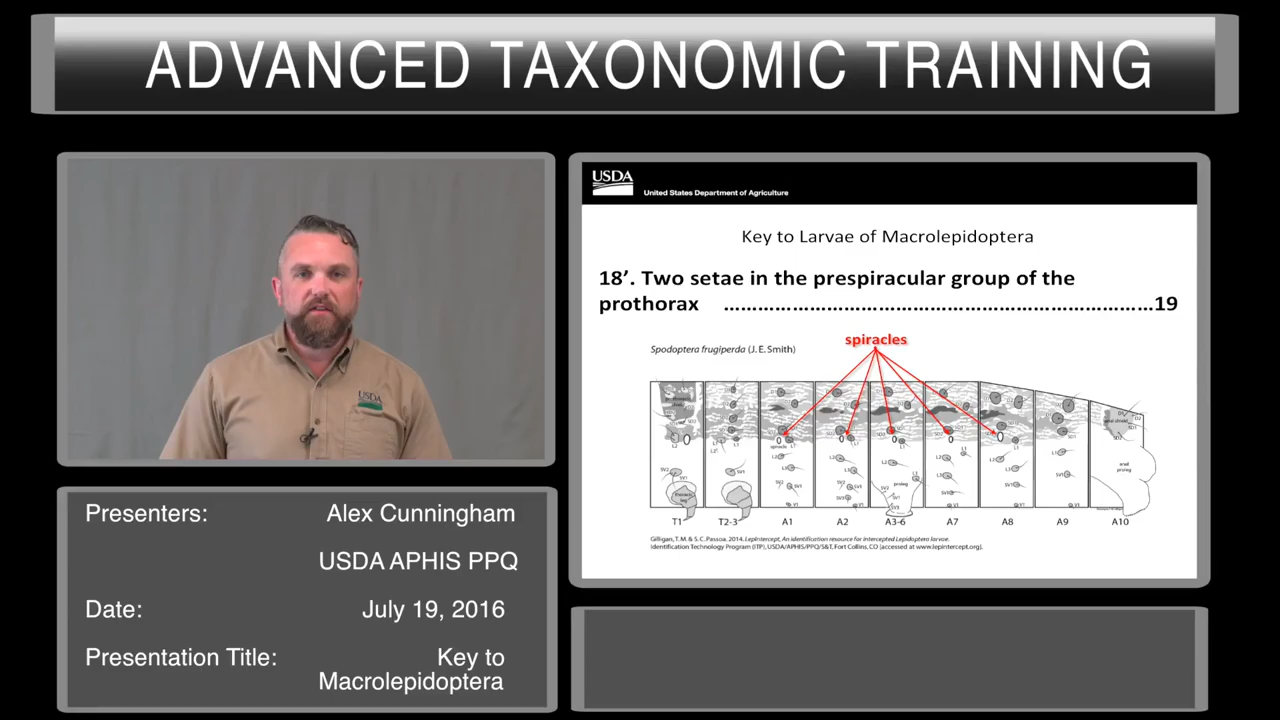 ADVANCED TAXONOMIC TRAINING
USDA
USDA
United States Department of Agriculture
Key to Larvae of Macrolepidoptera
18’. Two setae in the prespiracular group of the
prothorax ……………………………………………………………………19
Spodoptera frugiperda (J. E. Smith)
spiracles
T1 T2-3 A1 A2 A3-6 A7 A8 A9 A10
Gilligan, T. M. & S.C. Passoa. 2014. LepIntercept, An identification resource for intercepted Lepidoptera larvae.
Identification Technology Program (ITP), USDA/APHIS/PPQ/S&T, Fort Collins, CO [accessed at www.lepintercept.org].
Presenters: Alex Cunningham
USDA APHIS PPQ
Date: July 19, 2016
Presentation Title: Key to
Macrolepidoptera